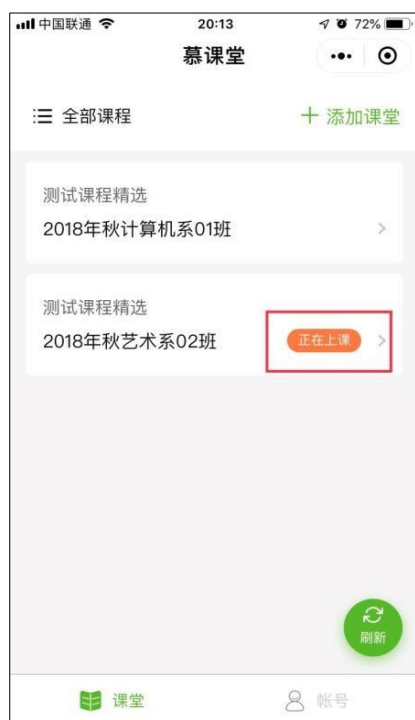 中国联通
20:13
72%
慕课堂
全部课程
添加课堂
测试课程精选
2018年秋计算机系01班
测试课程精选
2018年秋艺术系02班
正在上课
刷新
课堂
帐号